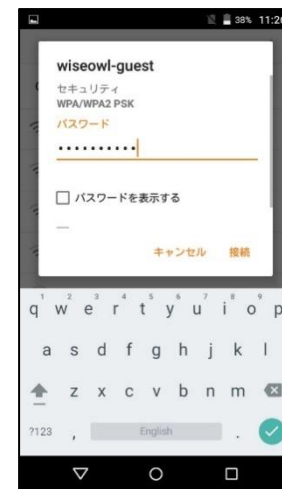 38% 11:20
wiseowl-guest
セキュリティ
WPA/WPA2 PSK
パスワード
••••••••••
パスワードを表示する
キャンセル 接続
1 2 3 4 5 6 7 8 9
q w e r t y u i o p
a s d f g h j k l
z x c v b n m
?123 , English .